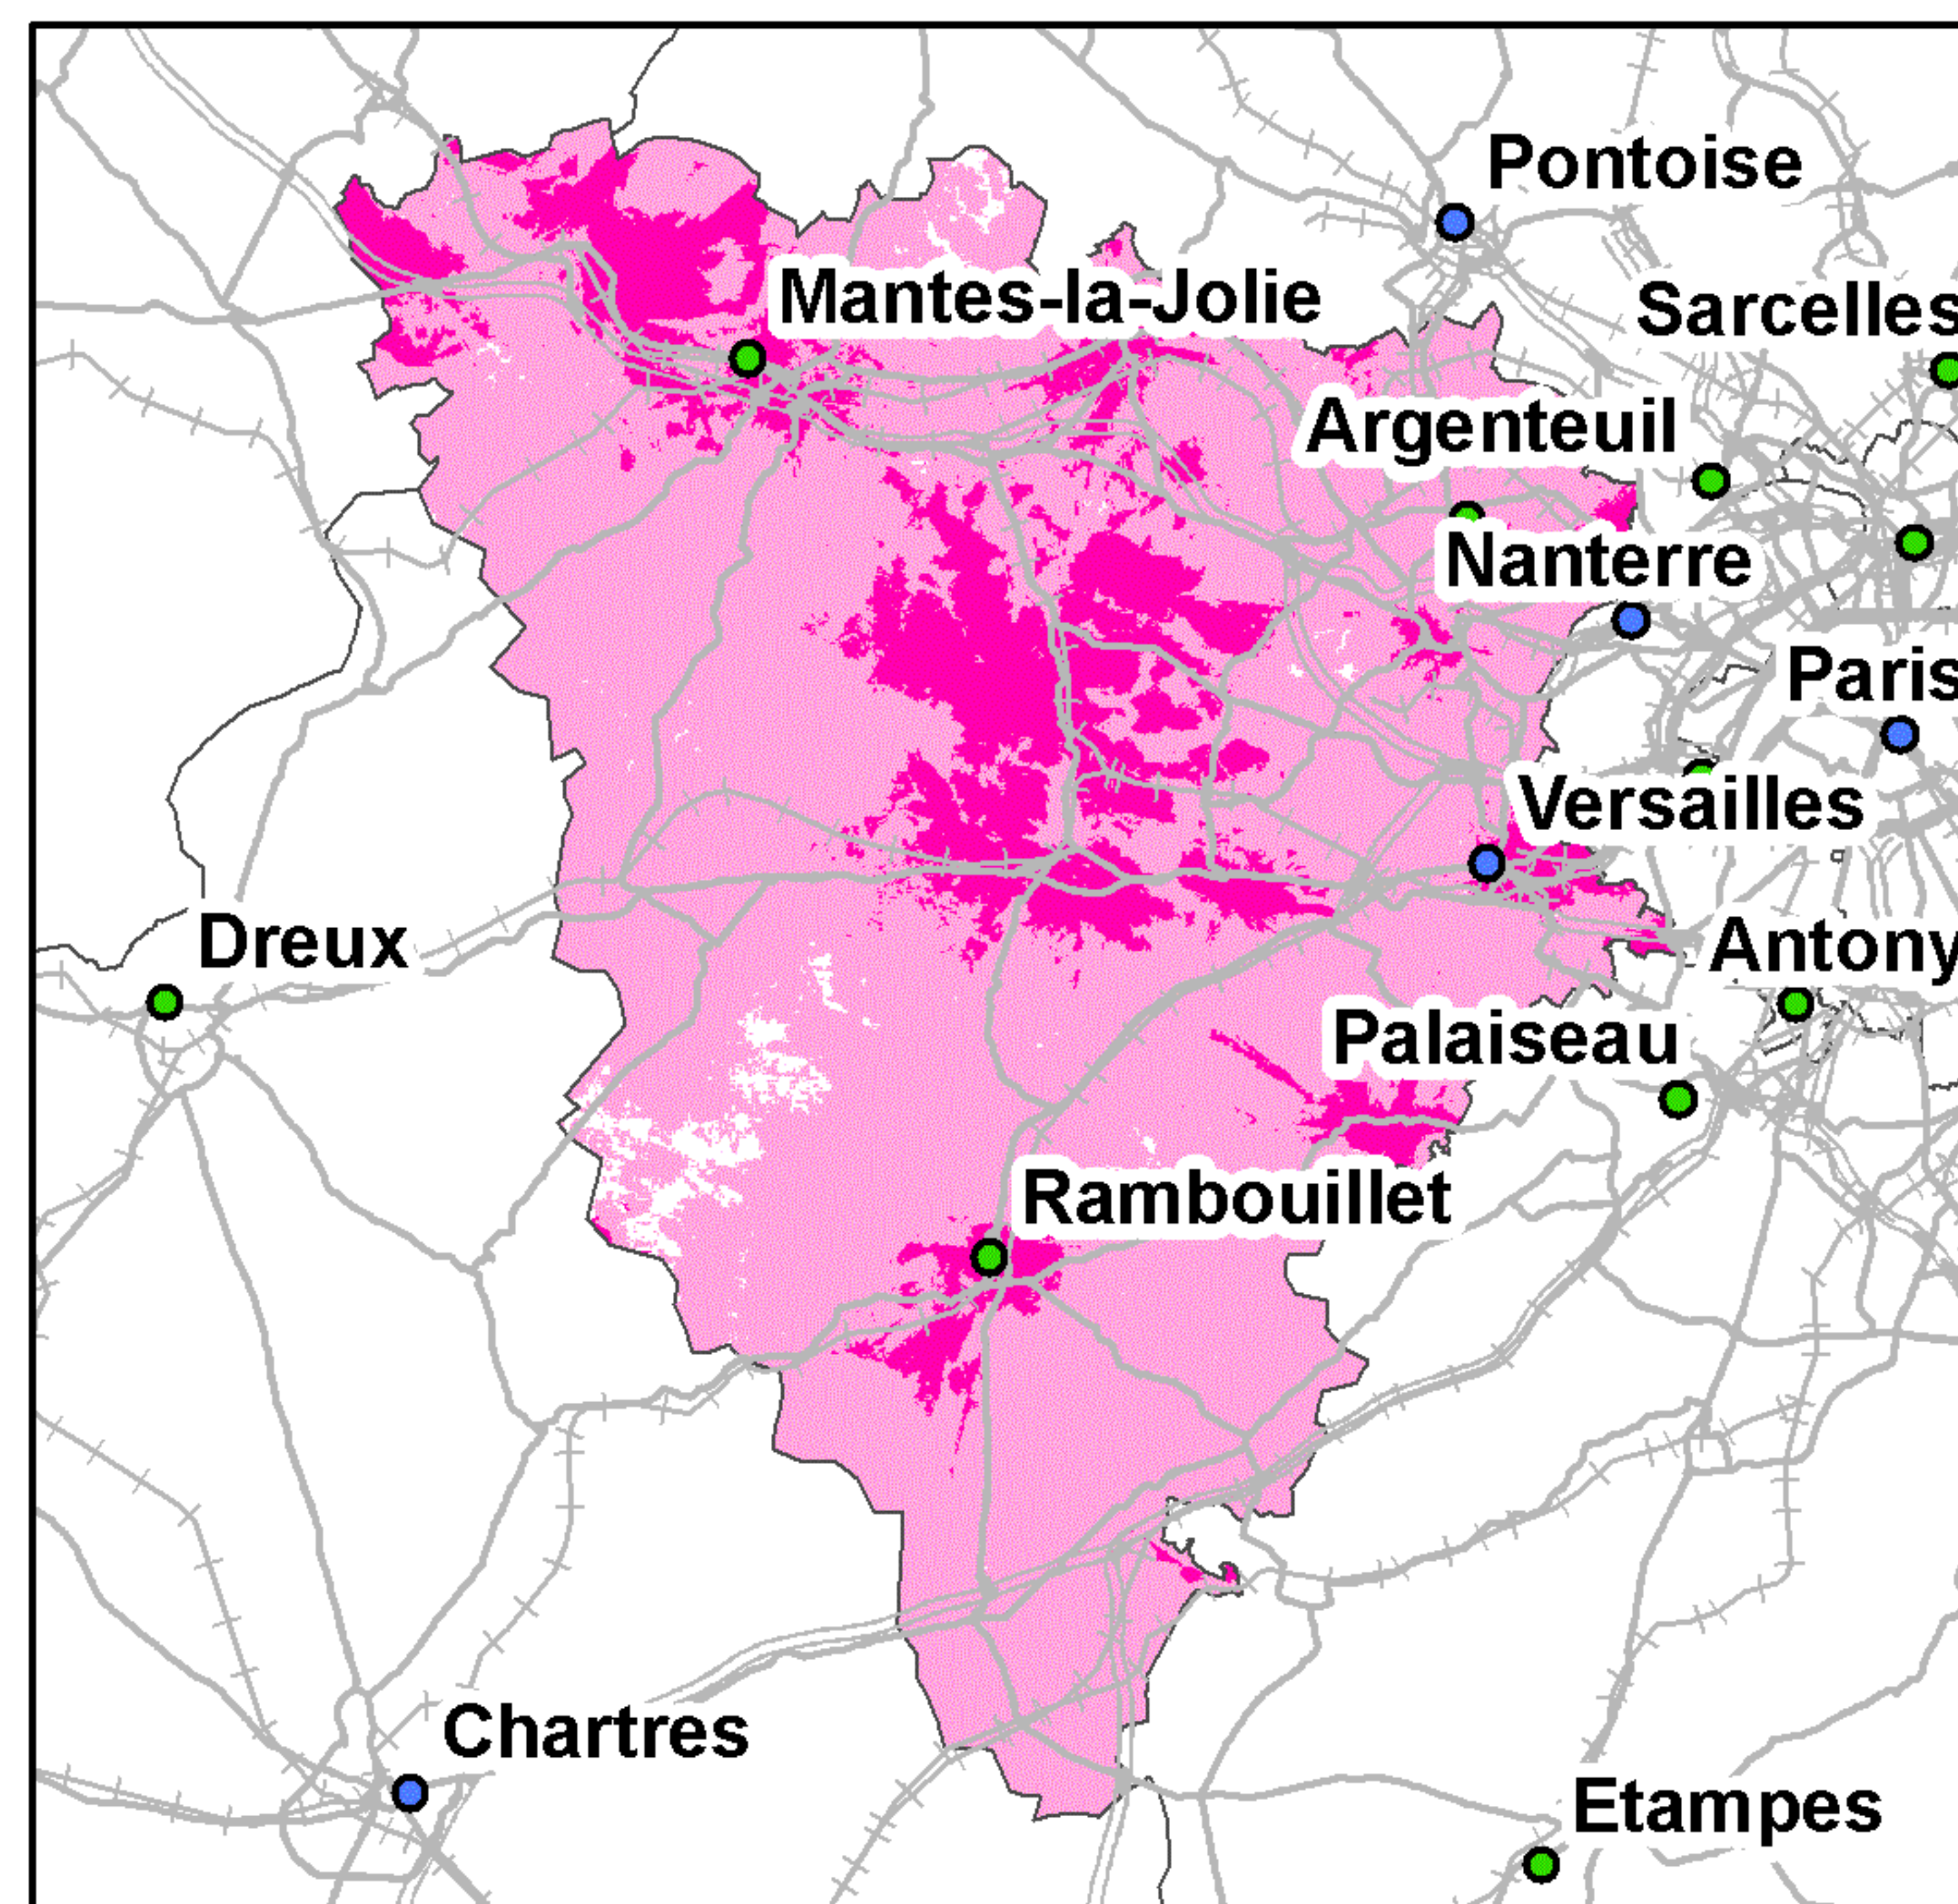 Pontoise
Mantes-la-Jolie
Sarcelles
Argenteuil
Nanterre
Paris
Versailles
Dreux
Antony
Palaiseau
Rambouillet
Chartres
Etampes